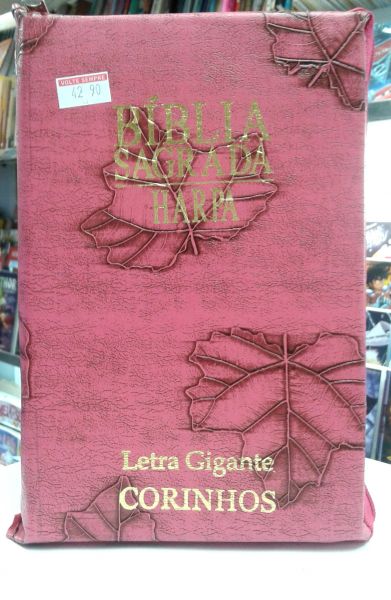 VOLTE SEMPRE
42 90
BÍBLIA
SAGRADA
HARPA
Letra Gigante
CORINHOS